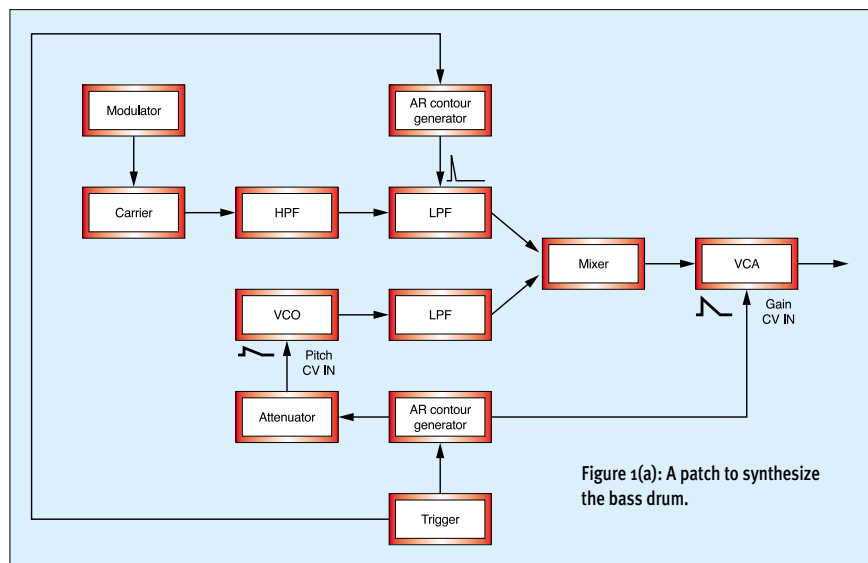 Modulator
AR contour
generator
Carrier
HPF
LPF
Mixer
VCA
VCO
LPF
Gain
CV IN
Pitch
CV IN
Attenuator
AR contour
generator
Trigger
Figure 1(a): A patch to synthesize
the bass drum.